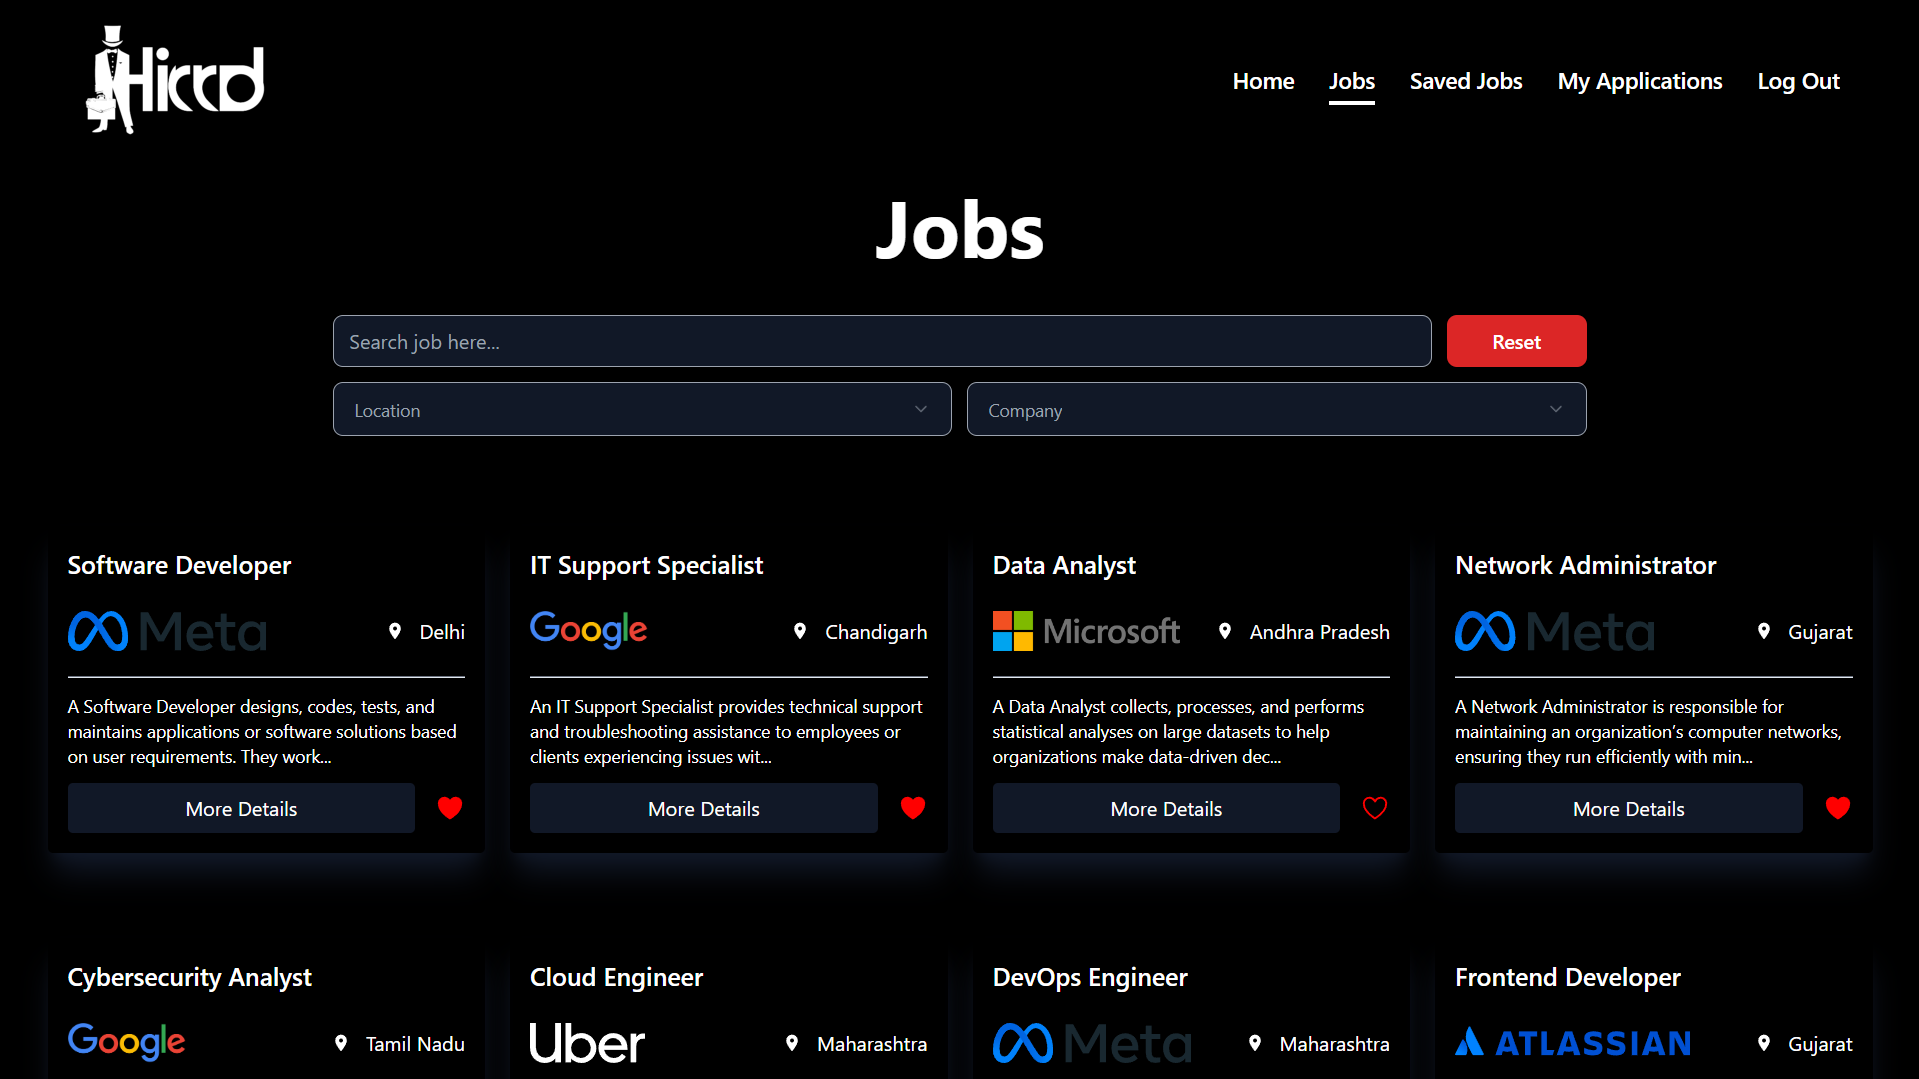 Hirrd
Home
Jobs
Saved Jobs
My Applications
Log Out
Jobs
Search job here...
Reset
Location
Company
Software Developer
Meta
Delhi
A Software Developer designs, codes, tests, and
maintains applications or software solutions based
on user requirements. They work...
More Details
IT Support Specialist
Google
Chandigarh
An IT Support Specialist provides technical support
and troubleshooting assistance to employees or
clients experiencing issues wit...
More Details
Data Analyst
Microsoft
Andhra Pradesh
A Data Analyst collects, processes, and performs
statistical analyses on large datasets to help
organizations make data-driven dec...
More Details
Network Administrator
Meta
Gujarat
A Network Administrator is responsible for
maintaining an organization’s computer networks,
ensuring they run efficiently with min...
More Details
Cybersecurity Analyst
Google
Tamil Nadu
Cloud Engineer
Uber
Maharashtra
DevOps Engineer
Meta
Maharashtra
Frontend Developer
ATLASSIAN
Gujarat